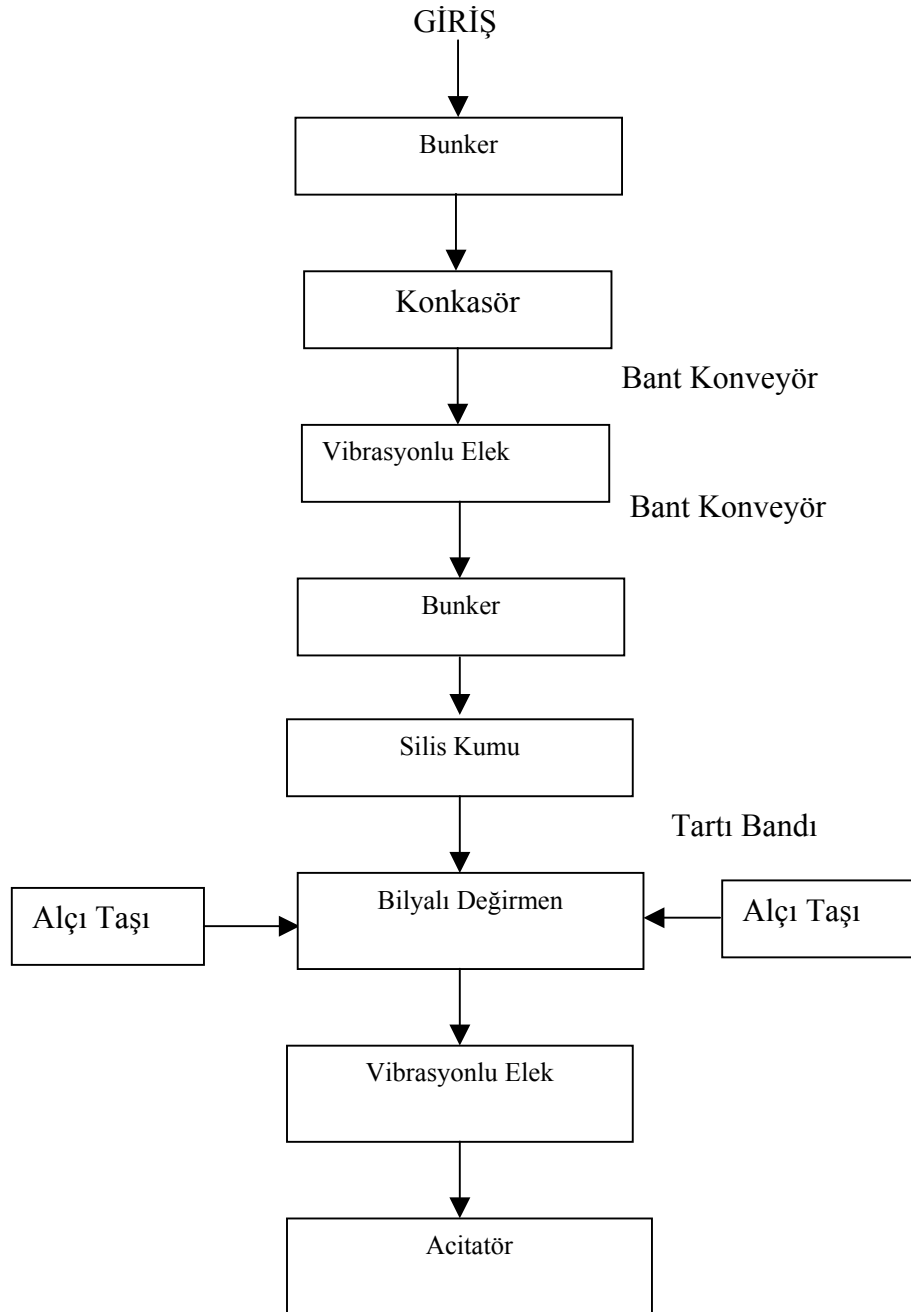 GİRİŞ
Bunker
Konkasör
Bant Konveyör
Vibrasyonlu Elek
Bant Konveyör
Bunker
Silis Kumu
Tartı Bandı
Alçı Taşı
Bilyalı Değirmen
Alçı Taşı
Vibrasyonlu Elek
Acitatör